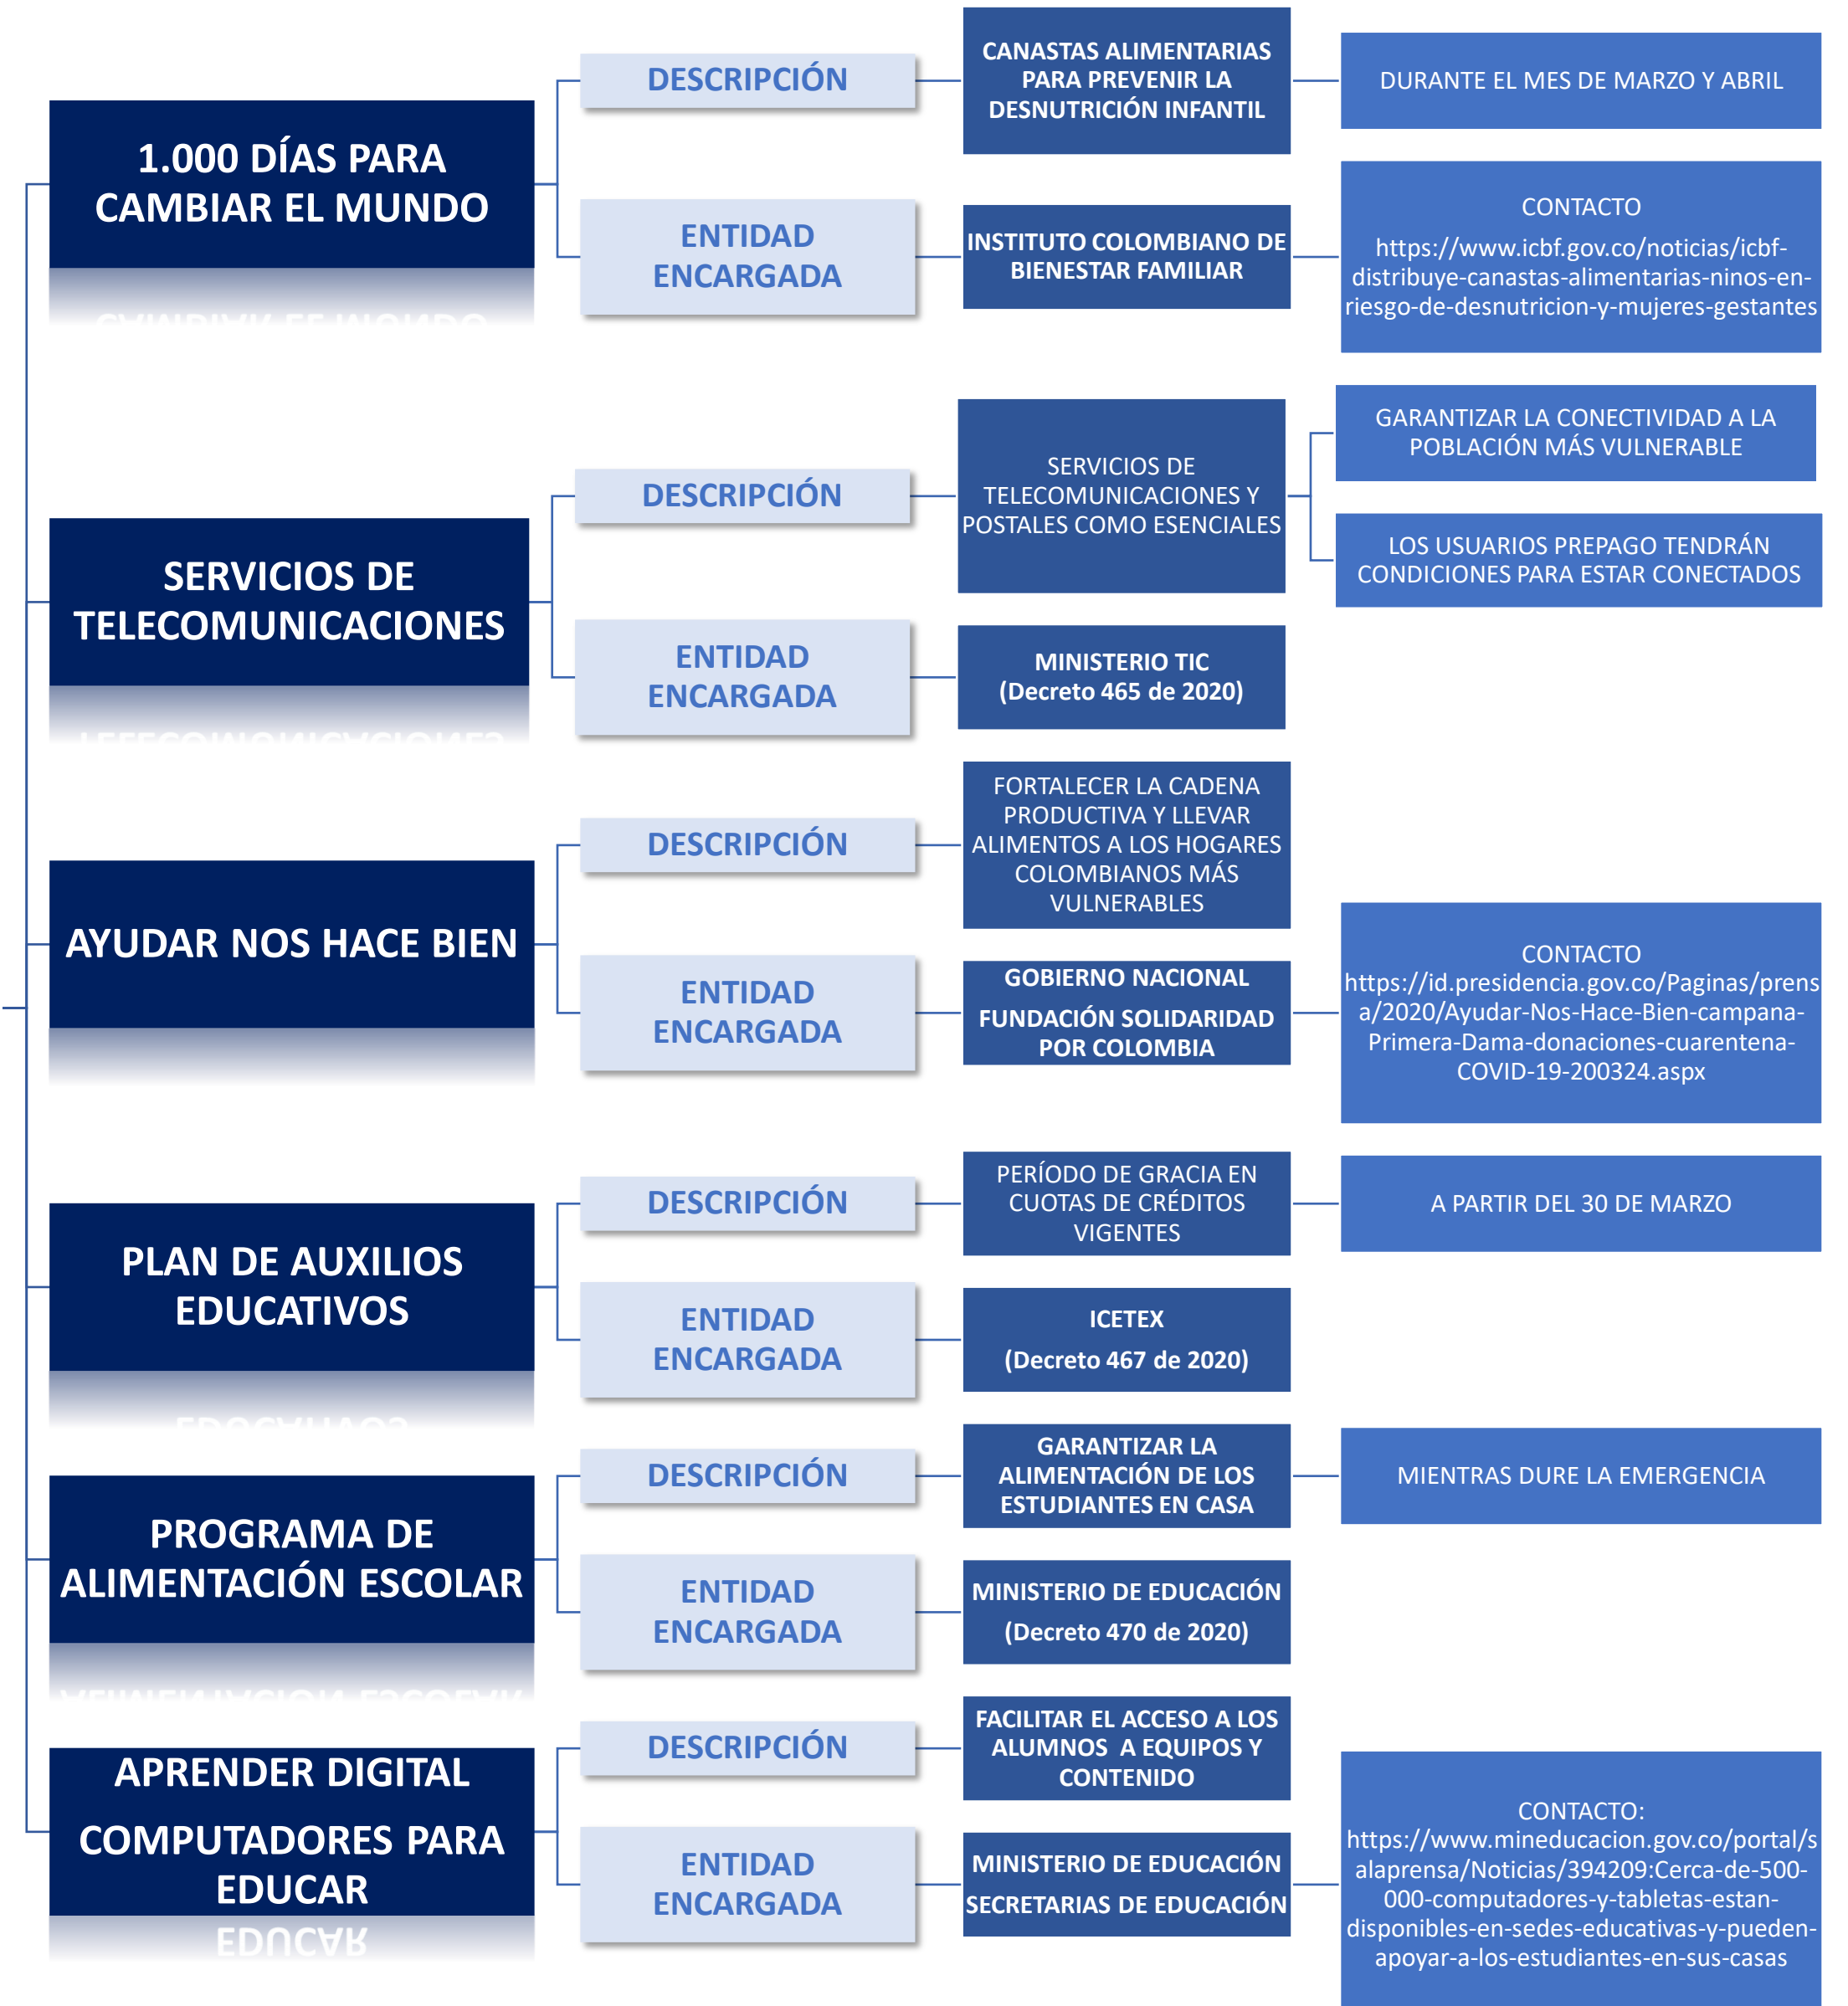 1.000 DÍAS PARA
CAMBIAR EL MUNDO
DESCRIPCIÓN
CANASTAS ALIMENTARIAS
PARA PREVENIR LA
DESNUTRICIÓN INFANTIL
DURANTE EL MES DE MARZO Y ABRIL
ENTIDAD
ENCARGADA
INSTITUTO COLOMBIANO DE
BIENESTAR FAMILIAR
CONTACTO
https://www.icbf.gov.co/noticias/icbf-
distribuye-canastas-alimentarias-ninos-en-
riesgo-de-desnutricion-y-mujeres-gestantes
SERVICIOS DE
TELECOMUNICACIONES
DESCRIPCIÓN
SERVICIOS DE
TELECOMUNICACIONES Y
POSTALES COMO ESENCIALES
GARANTIZAR LA CONECTIVIDAD A LA
POBLACIÓN MÁS VULNERABLE
LOS USUARIOS PREPAGO TENDRÁN
CONDICIONES PARA ESTAR CONECTADOS
ENTIDAD
ENCARGADA
MINISTERIO TIC
(Decreto 465 de 2020)
AYUDAR NOS HACE BIEN
DESCRIPCIÓN
FORTALECER LA CADENA
PRODUCTIVA Y LLEVAR
ALIMENTOS A LOS HOGARES
COLOMBIANOS MÁS
VULNERABLES
ENTIDAD
ENCARGADA
GOBIERNO NACIONAL
FUNDACIÓN SOLIDARIDAD
POR COLOMBIA
CONTACTO
https://id.presidencia.gov.co/Paginas/prens
a/2020/Ayudar-Nos-Hace-Bien-campana-
Primera-Dama-donaciones-cuarentena-
COVID-19-200324.aspx
PLAN DE AUXILIOS
EDUCATIVOS
DESCRIPCIÓN
PERÍODO DE GRACIA EN
CUOTAS DE CRÉDITOS
VIGENTES
A PARTIR DEL 30 DE MARZO
ENTIDAD
ENCARGADA
ICETEX
(Decreto 467 de 2020)
PROGRAMA DE
ALIMENTACIÓN ESCOLAR
DESCRIPCIÓN
GARANTIZAR LA
ALIMENTACIÓN DE LOS
ESTUDIANTES EN CASA
MIENTRAS DURE LA EMERGENCIA
ENTIDAD
ENCARGADA
MINISTERIO DE EDUCACIÓN
(Decreto 470 de 2020)
APRENDER DIGITAL
COMPUTADORES PARA
EDUCAR
DESCRIPCIÓN
FACILITAR EL ACCESO A LOS
ALUMNOS A EQUIPOS Y
CONTENIDO
ENTIDAD
ENCARGADA
MINISTERIO DE EDUCACIÓN
SECRETARIAS DE EDUCACIÓN
CONTACTO:
https://www.mineducacion.gov.co/portal/s
alaprensa/Noticias/394209:Cerca-de-500-
000-computadores-y-tabletas-estan-
disponibles-en-sedes-educativas-y-pueden-
apoyar-a-los-estudiantes-en-sus-casas